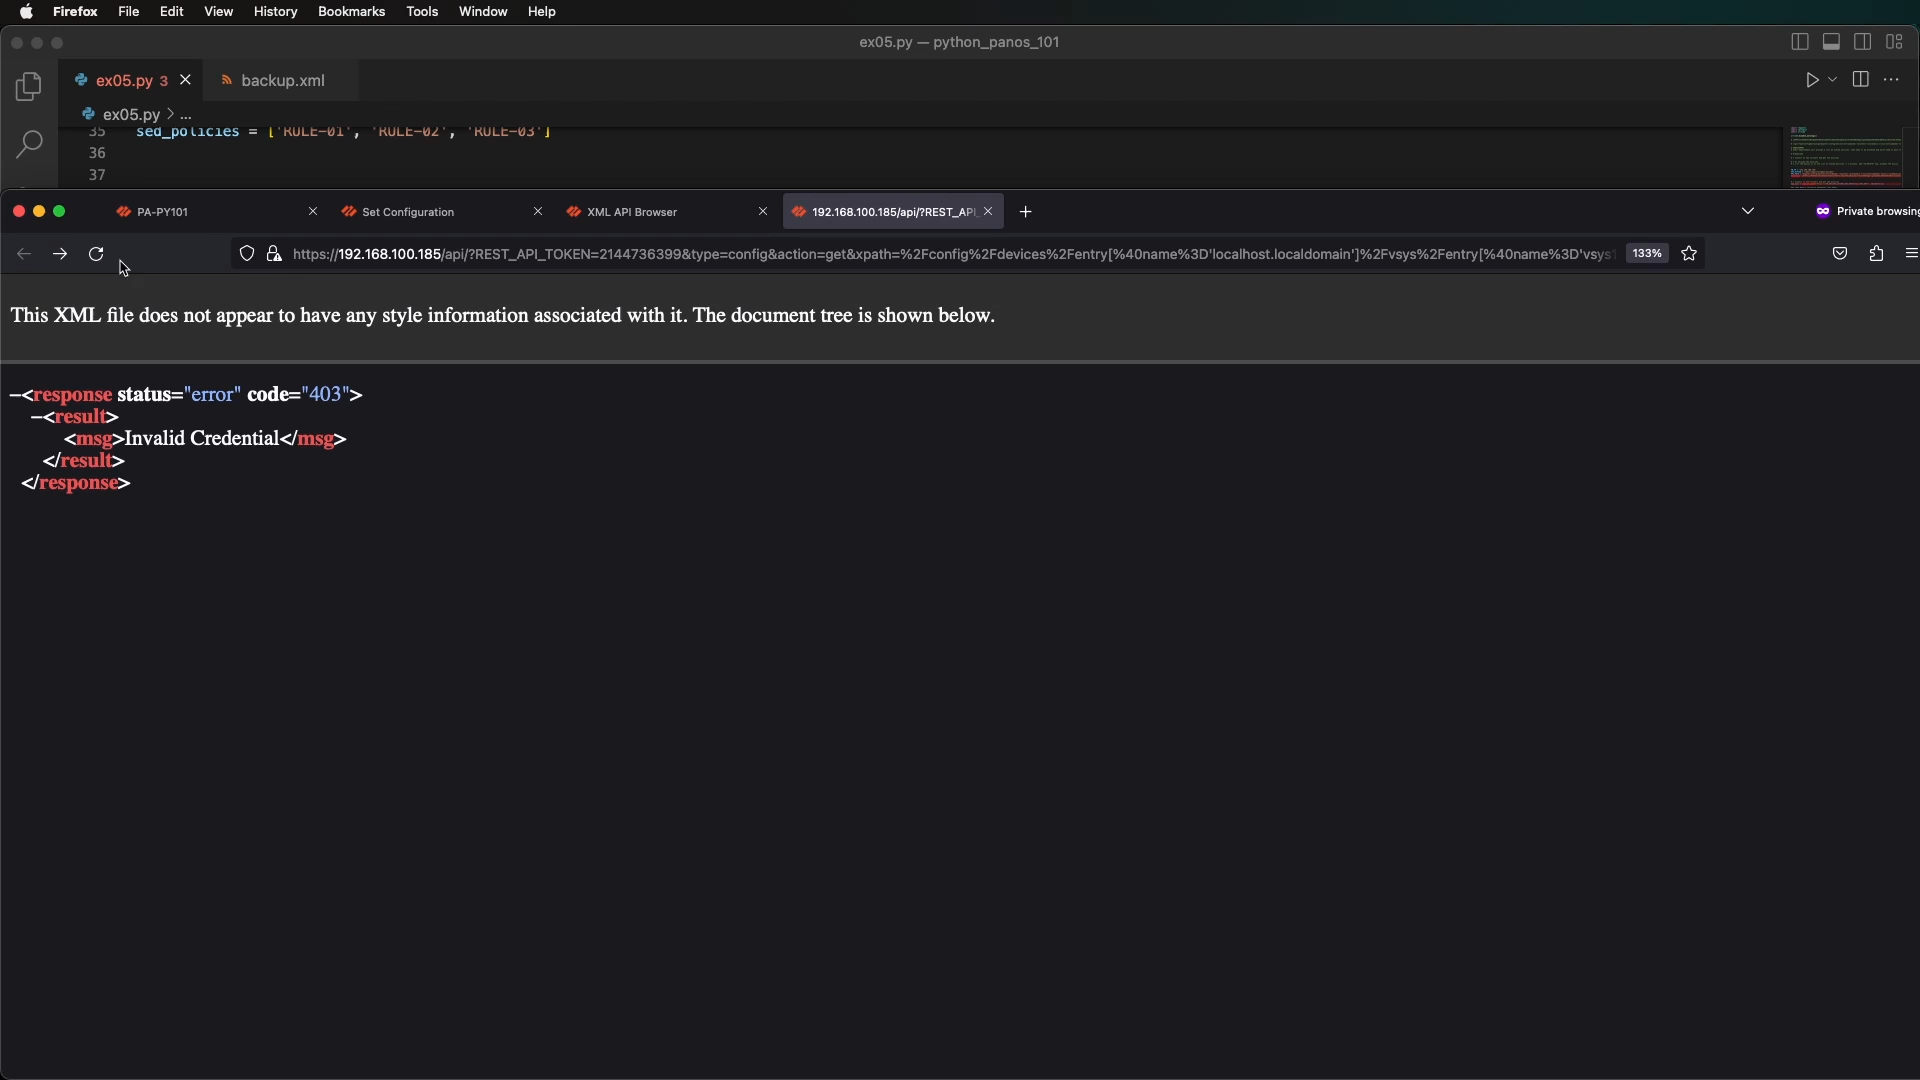 Firefox File Edit View History Bookmarks Tools Window Help
ex05.py — python_panos_101
ex05.py 3 backup.xml
ex05.py > ...
35 sed_policies = ['RULE-01', 'RULE-02', 'RULE-03']
36
37
PA-PY101 Set Configuration XML API Browser 192.168.100.185/api/?REST_API_ Private browsing
https://192.168.100.185/api/?REST_API_TOKEN=2144736399&type=config&action=get&xpath=%2Fconfig%2Fdevices%2Fentry[%40name%3D'localhost.localdomain']%2Fvsys%2Fentry[%40name%3D'vsys1 133%
This XML file does not appear to have any style information associated with it. The document tree is shown below.
–<response status="error" code="403">
–<result>
<msg>Invalid Credential</msg>
</result>
</response>